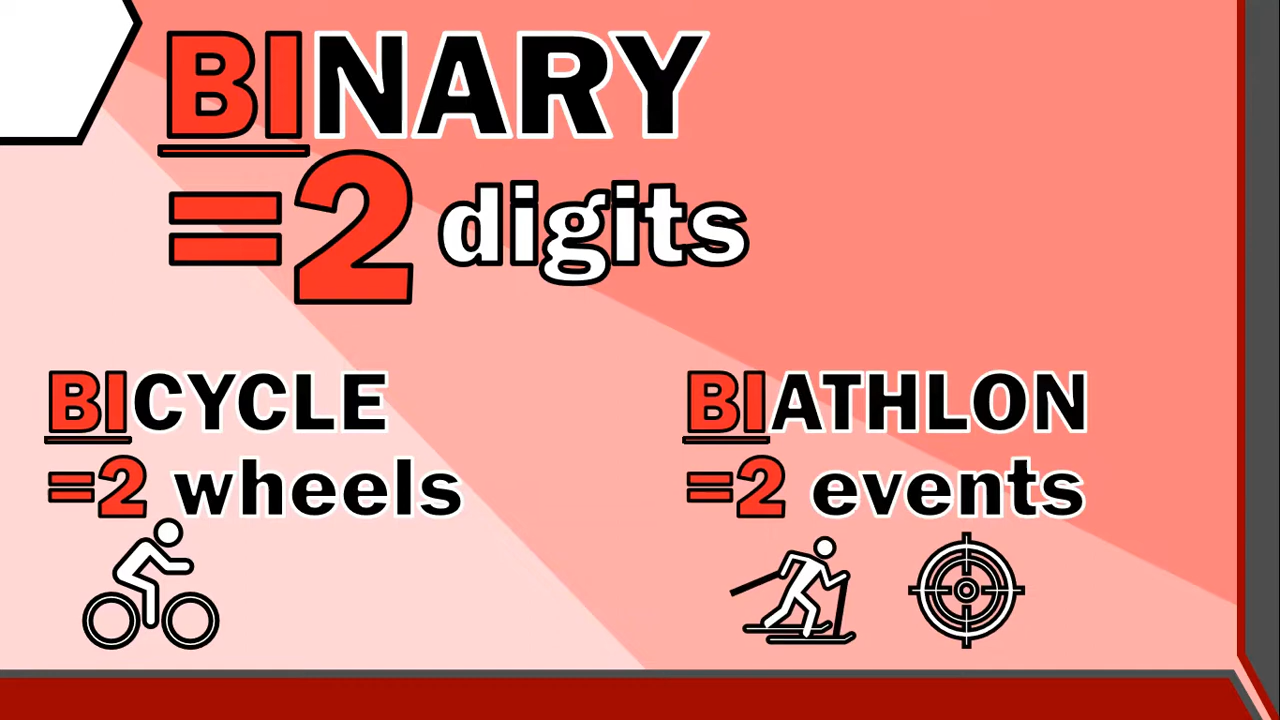 BINARY
=2 digits
BICYCLE
=2 wheels
BIATHLON
=2 events